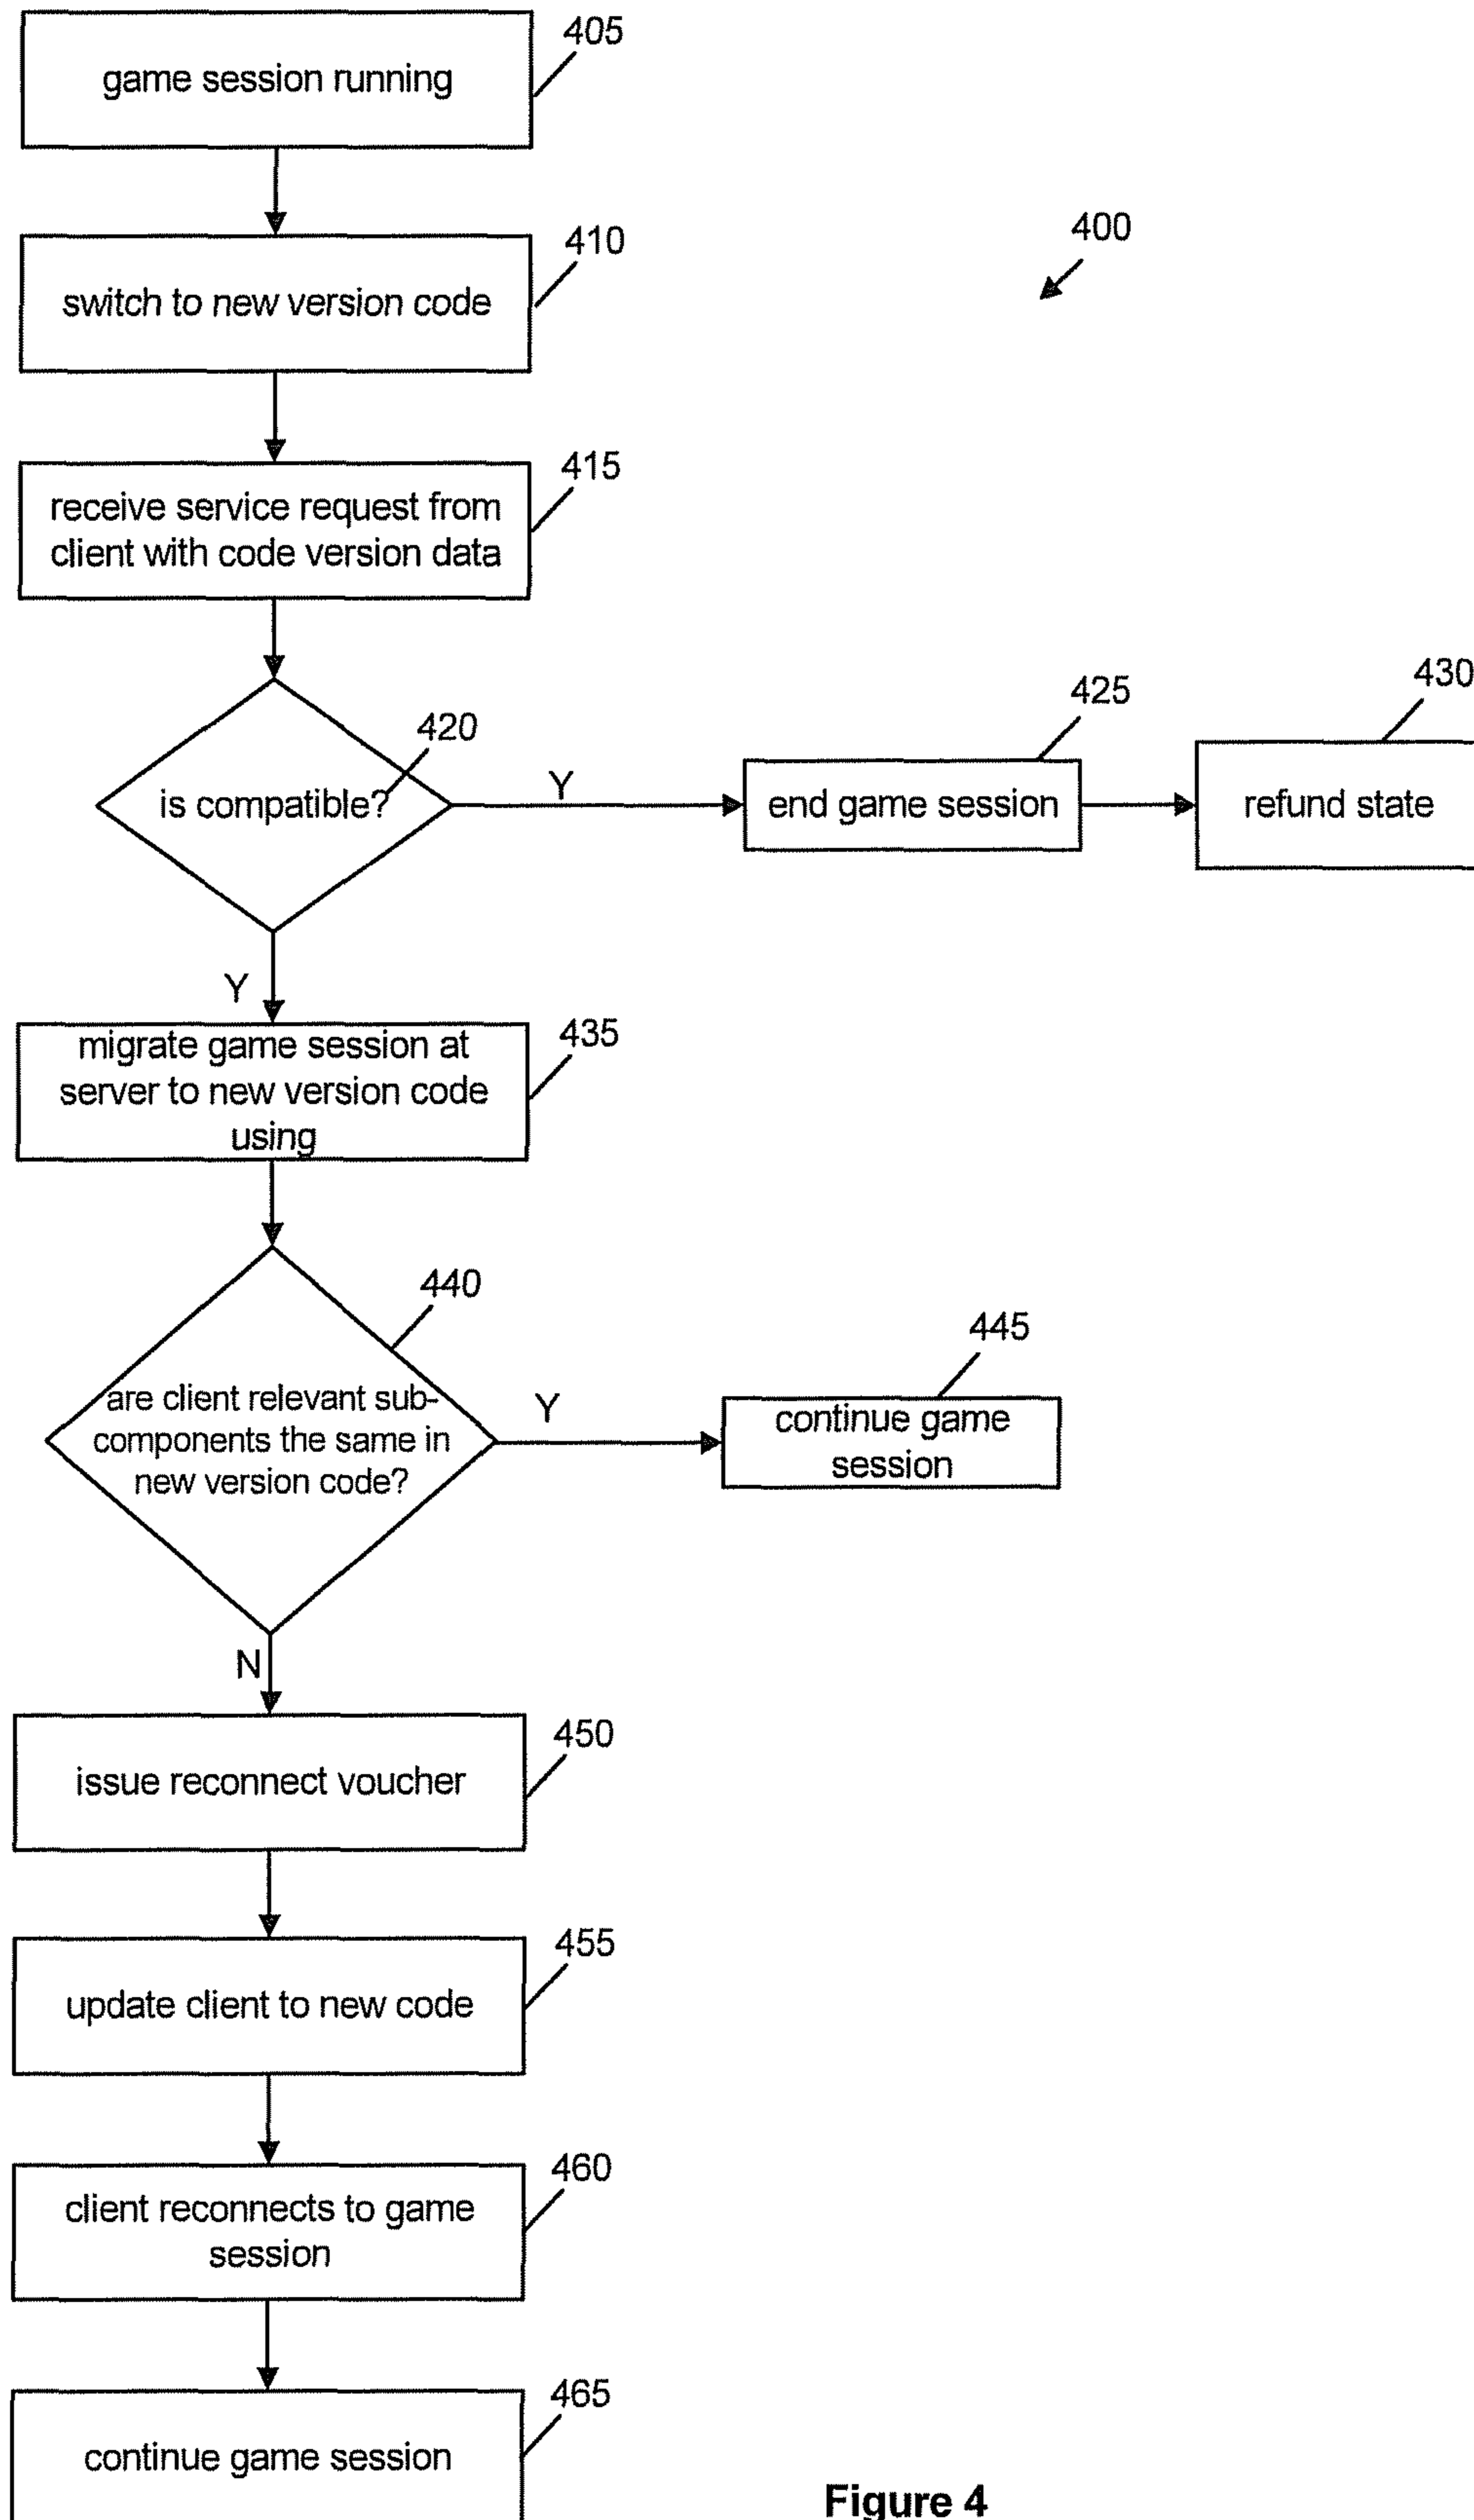 game session running
405
switch to new version code
410
400
receive service request from
client with code version data
415
is compatible?
420
Y
end game session
425
refund state
430
Y
migrate game session at
server to new version code
using
435
are client relevant sub-
components the same in
new version code?
440
Y
continue game
session
445
N
issue reconnect voucher
450
update client to new code
455
client reconnects to game
session
460
continue game session
465
Figure 4